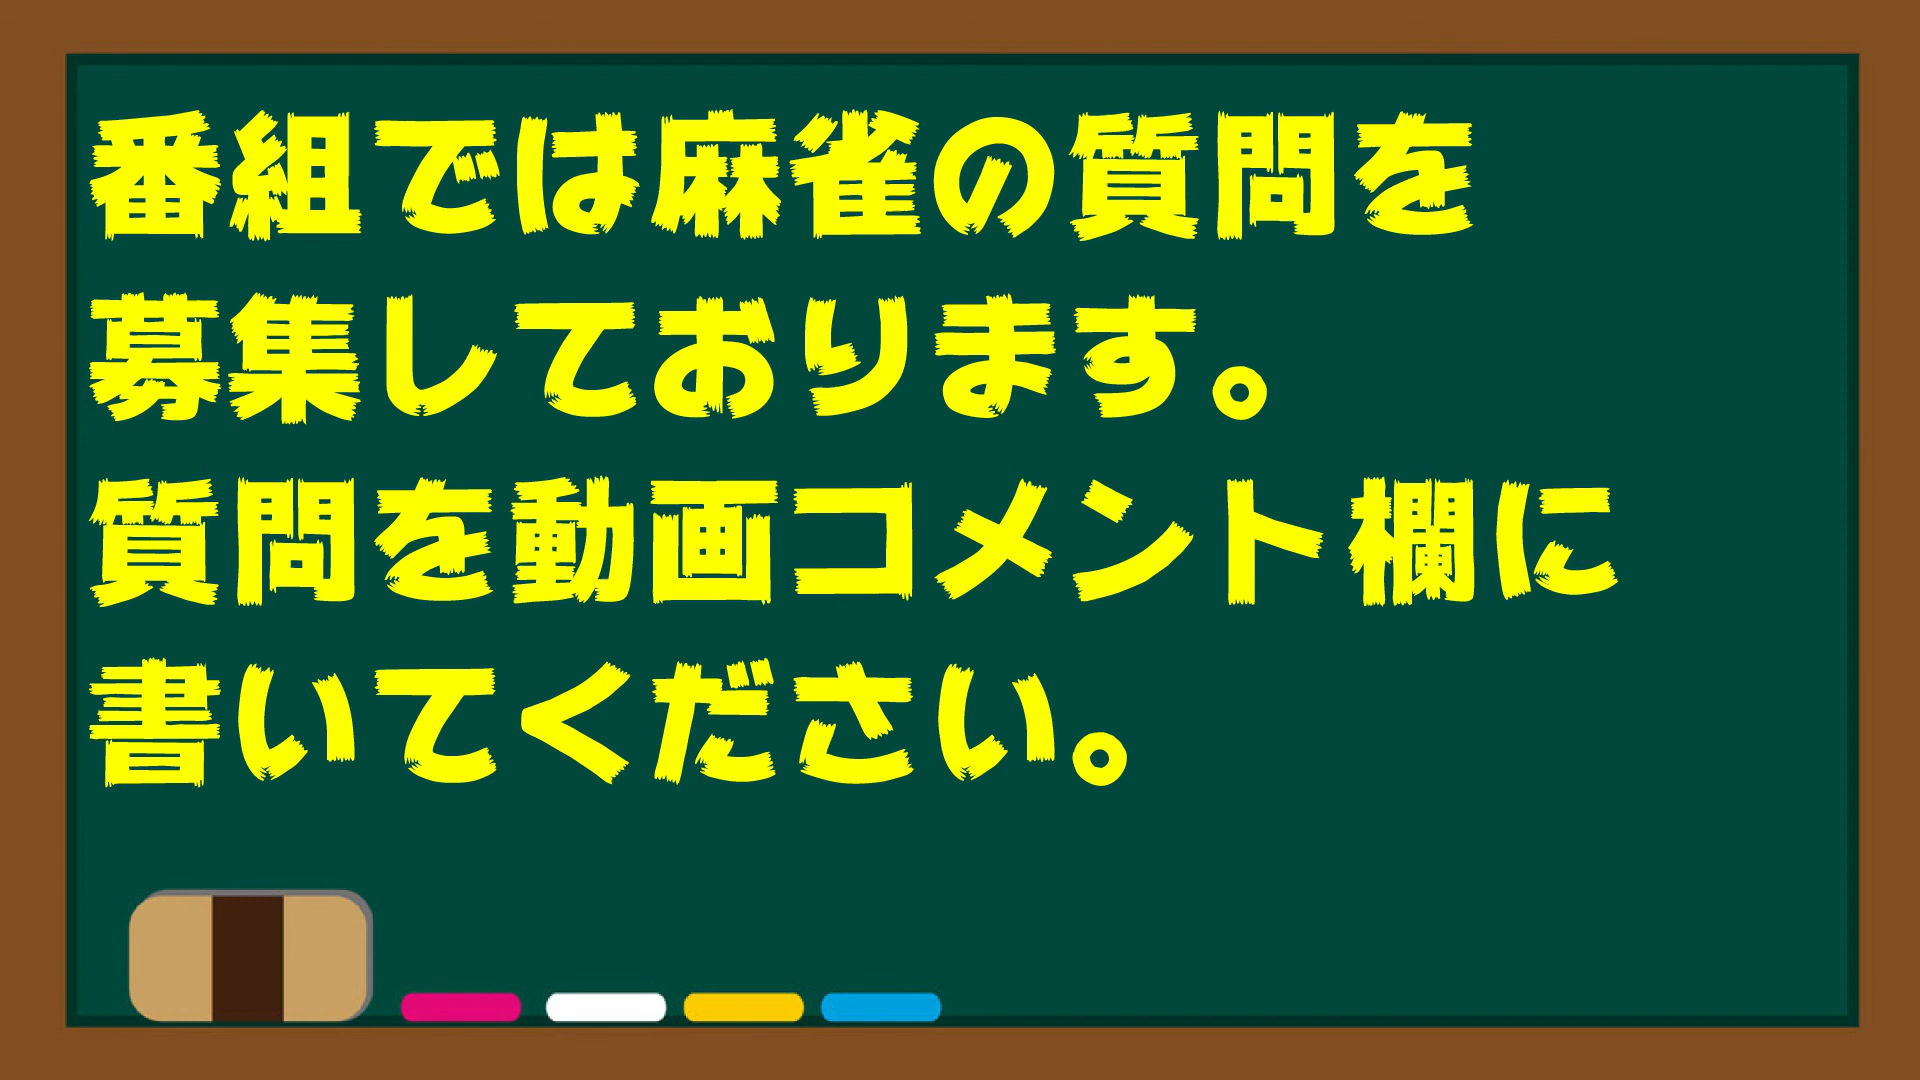 番組では麻雀の質問を
募集しております。
質問を動画コメント欄に
書いてください。